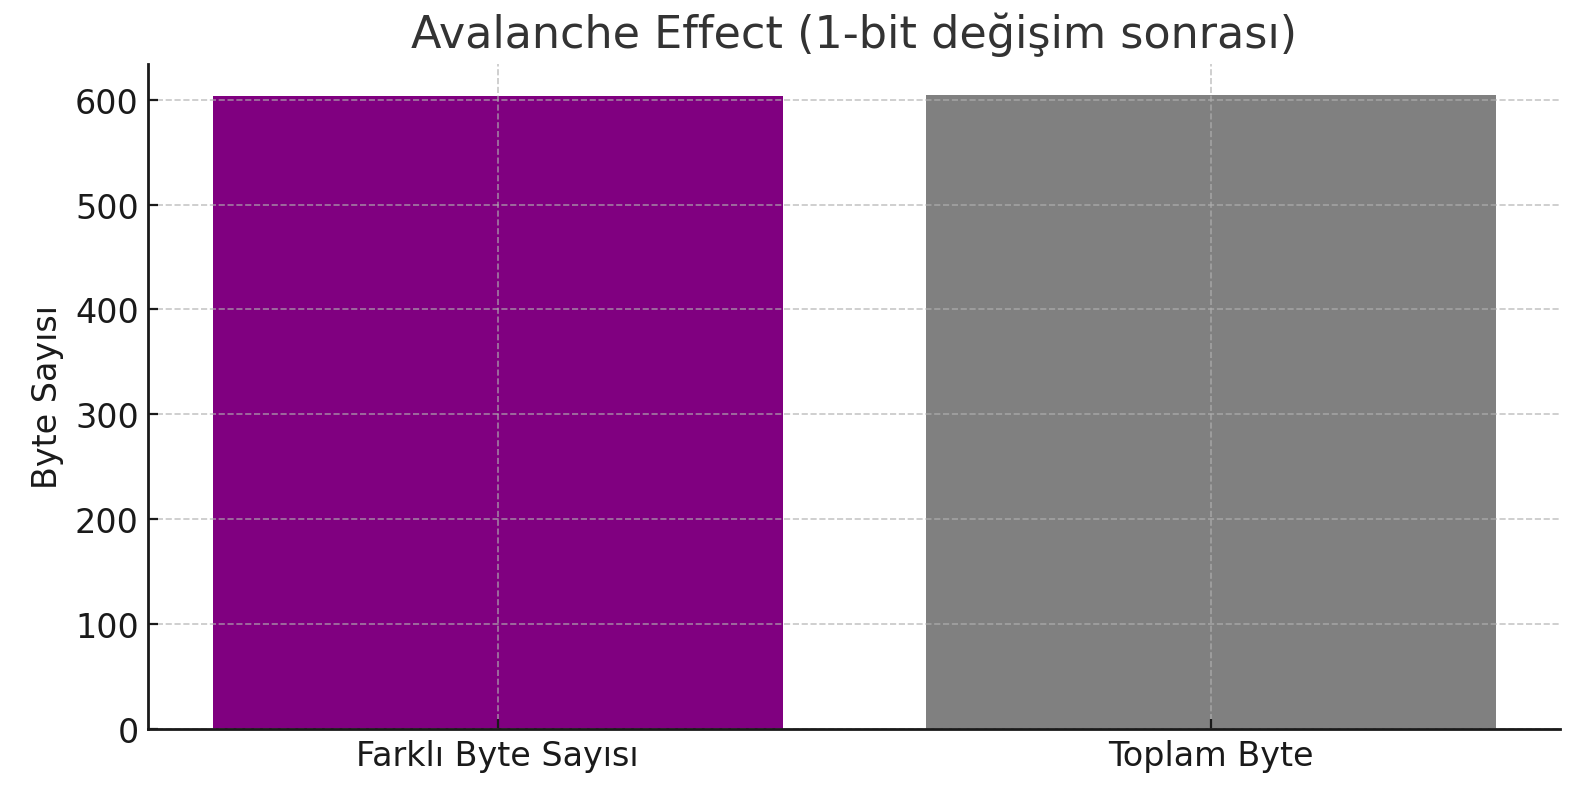 Avalanche Effect (1-bit değişim sonrası)
600
500
400
300
200
100
0
Byte Sayısı
Farklı Byte Sayısı
Toplam Byte